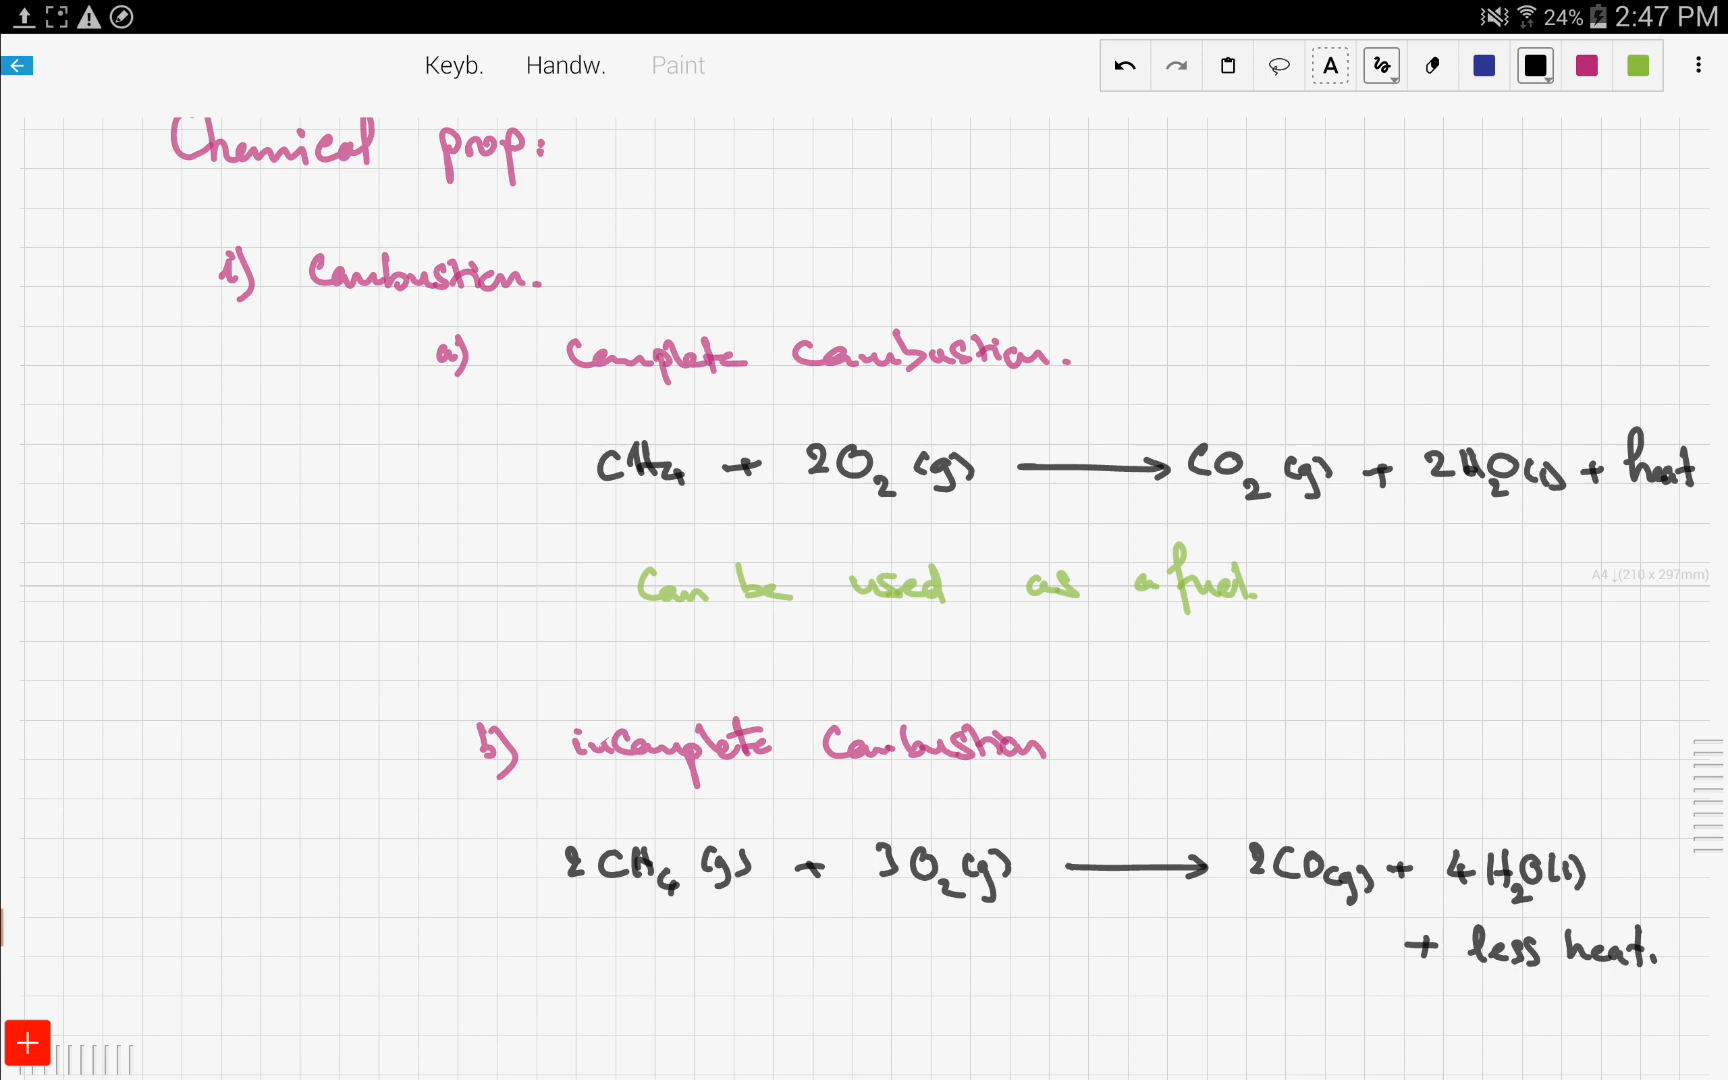 24% 2:47 PM
Keyb. Handw. Paint A
Chemical prop:
i) Combustion.
a) Complete Combustion.
CH₄ + 2O₂ (g) ⟶ CO₂ (g) + 2H₂O(l) + heat
Can be used as a fuel.
A4 ↓(210 x 297mm)
b) incomplete Combustion
2CH₄ (g) + 3O₂(g) ⟶ 2CO(g) + 4H₂O(l)
+ less heat.